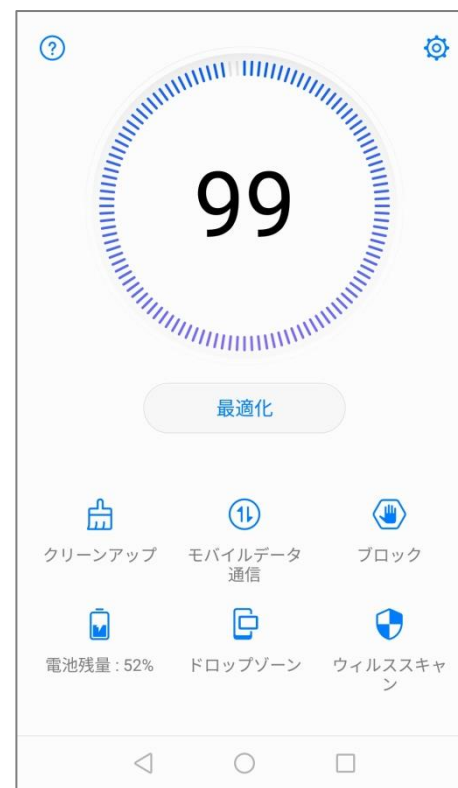 ?
99
最適化
クリーンアップ
モバイルデータ
通信
ブロック
電池残量 : 52%
ドロップゾーン
ウィルススキャ
ン